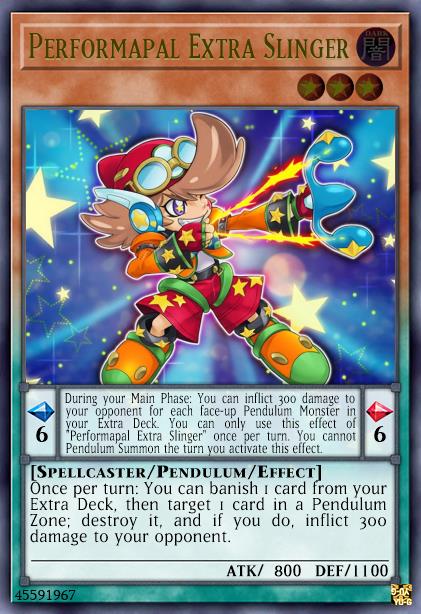 PERFORMAPAL EXTRA SLINGER
DARK
闇
During your Main Phase: You can inflict 300 damage to
your opponent for each face-up Pendulum Monster in
your Extra Deck. You can only use this effect of
"Performapal Extra Slinger" once per turn. You cannot
Pendulum Summon the turn you activate this effect.
6
6
[SPELLCASTER/PENDULUM/EFFECT]
Once per turn: You can banish 1 card from your
Extra Deck, then target 1 card in a Pendulum
Zone; destroy it, and if you do, inflict 300
damage to your opponent.
ATK/ 800 DEF/1100
45591967